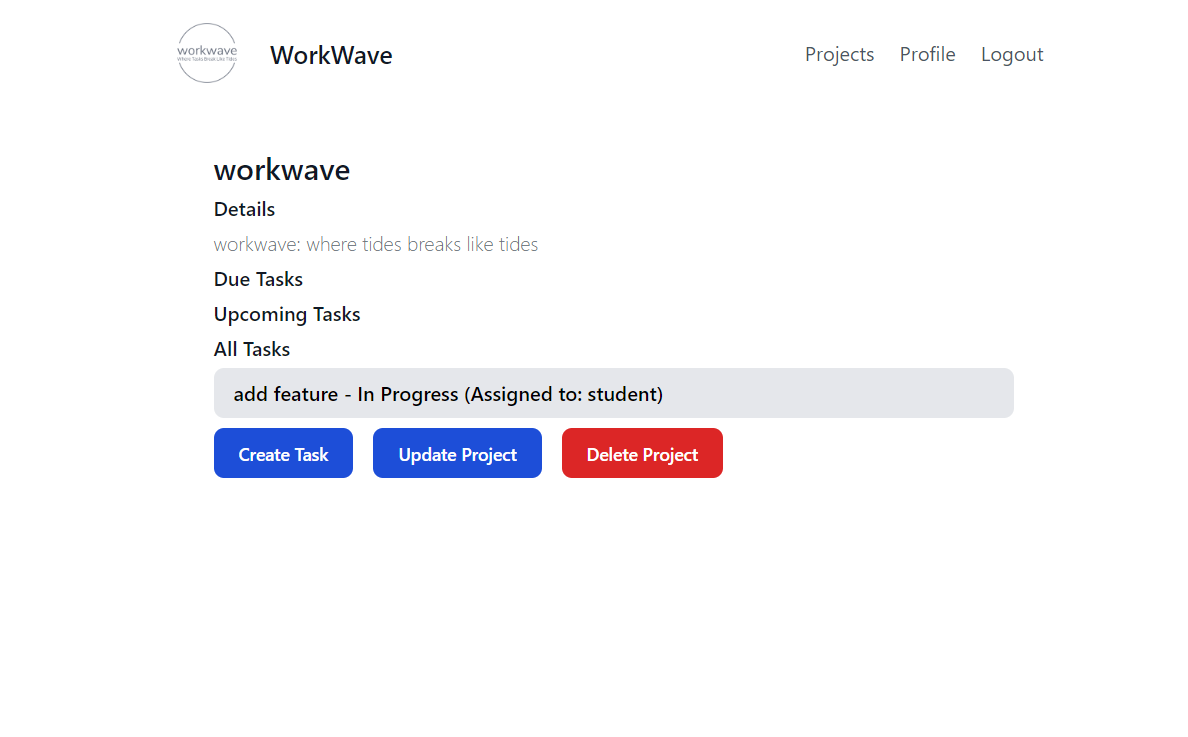 workwave
Where Tasks Break Like Tides
WorkWave
Projects Profile Logout
workwave
Details
workwave: where tides breaks like tides
Due Tasks
Upcoming Tasks
All Tasks
add feature - In Progress (Assigned to: student)
Create Task Update Project Delete Project